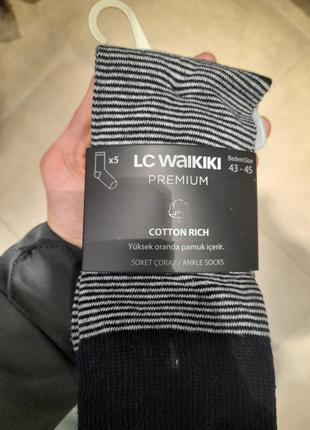 x5
LC WAIKIKI
PREMIUM
Beden\Size
43 - 45
COTTON RICH
Yüksek oranda pamuk içerir.
SOKET ÇORAP / ANKLE SOCKS